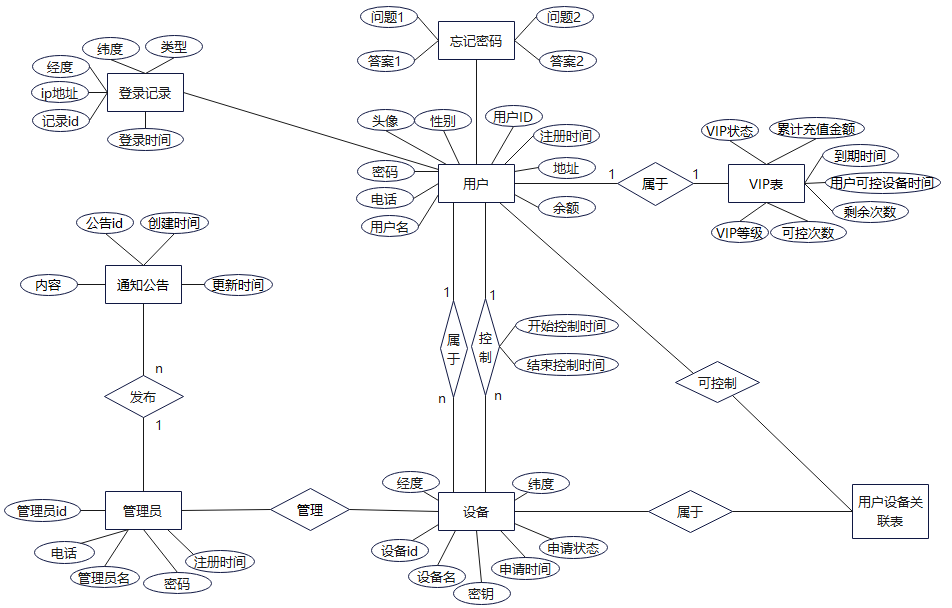 问题1
问题2
忘记密码
答案1
答案2
纬度
类型
经度
ip地址
登录记录
记录id
登录时间
头像
性别
用户ID
注册时间
密码
用户
地址
电话
余额
用户名
1
属于
1
VIP状态
累计充值金额
到期时间
VIP表
用户可控设备时间
剩余次数
VIP等级
可控次数
公告id
创建时间
内容
通知公告
更新时间
1
1
属
于
控
制
开始控制时间
结束控制时间
n
n
n
发布
1
可控制
管理员id
管理员
电话
管理员名
密码
注册时间
管理
经度
纬度
设备
设备id
设备名
密钥
申请时间
申请状态
属于
用户设备关
联表